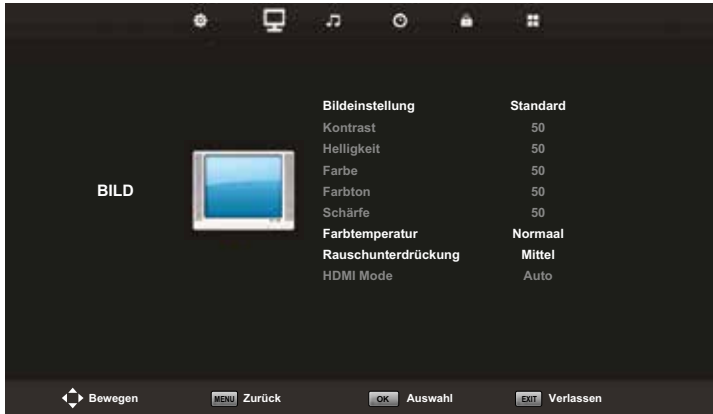 Bildeinstellung Standard
Kontrast 50
Helligkeit 50
Farbe 50
BILD
Farbton 50
Schärfe 50
Farbtemperatur Normaal
Rauschunterdrückung Mittel
HDMI Mode Auto
Bewegen MENU Zurück OK Auswahl EXIT Verlassen